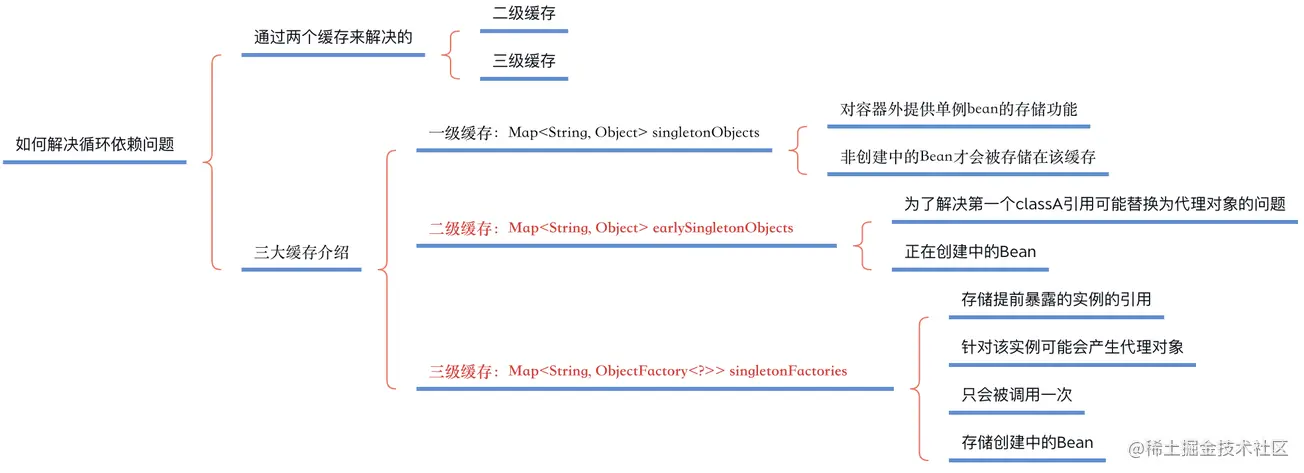 如何解决循环依赖问题
通过两个缓存来解决的
二级缓存
三级缓存
三大缓存介绍
一级缓存：Map<String, Object> singletonObjects
对容器外提供单例bean的存储功能
非创建中的Bean才会被存储在该缓存
二级缓存：Map<String, Object> earlySingletonObjects
为了解决第一个classA引用可能替换为代理对象的问题
正在创建中的Bean
三级缓存：Map<String, ObjectFactory<?>> singletonFactories
存储提前暴露的实例的引用
针对该实例可能会产生代理对象
只会被调用一次
存储创建中的Bean
@稀土掘金技术社区